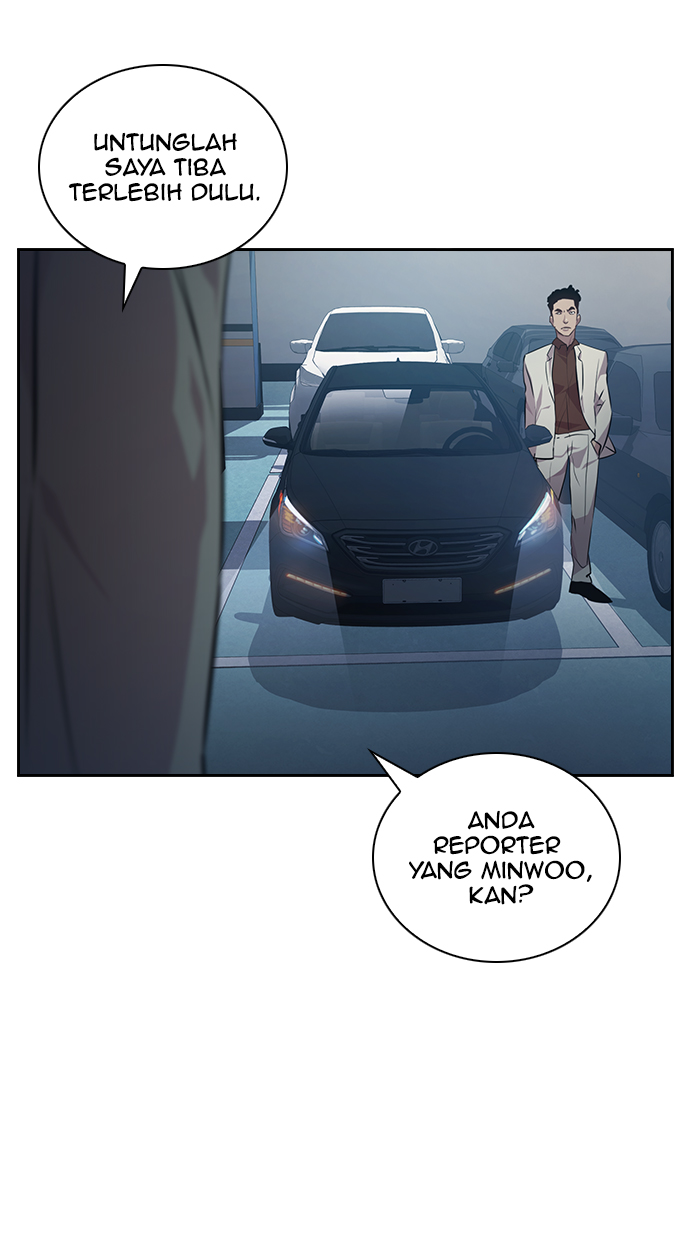 UNTUNGLAH
SAYA TIBA
TERLEBIH DULU.
ANDA
REPORTER
YANG MINWOO,
KAN?